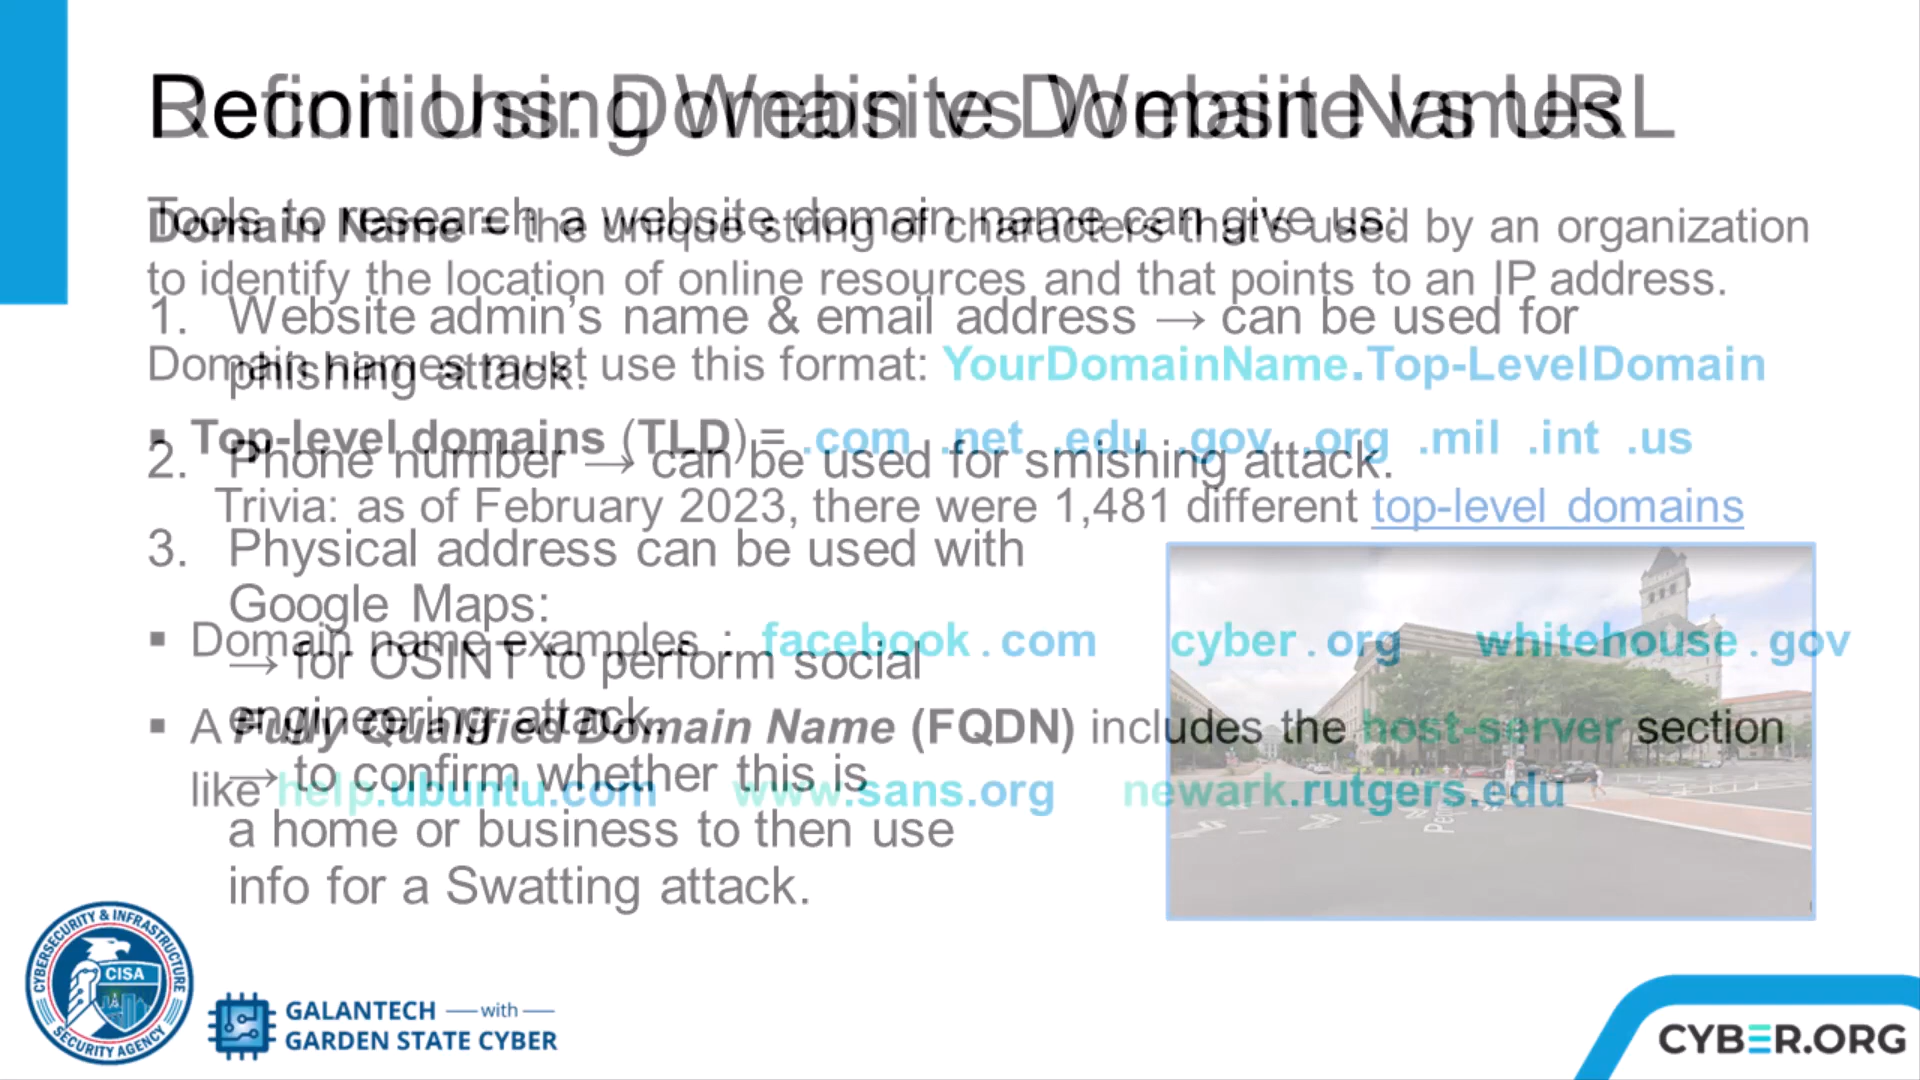 Recon Using Websites Domain Names
Definitions: Domain vs Website vs URL
Tools to research a website domain name can give us:
1. Website admin’s name & email address → can be used for
phishing attack.
2. Phone number → can be used for smishing attack.
3. Physical address can be used with
Google Maps:
→ for OSINT to perform social
engineering attack.
→ to confirm whether this is
a home or business to then use
info for a Swatting attack.
Domain Name = the unique string of characters that's used by an organization
to identify the location of online resources and that points to an IP address.
Domain names must use this format: YourDomainName.Top-LevelDomain
▪ Top-level domains (TLD) = .com .net .edu .gov .org .mil .int .us
Trivia: as of February 2023, there were 1,481 different top-level domains
▪ Domain name examples : facebook . com cyber . org whitehouse . gov
▪ A Fully Qualified Domain Name (FQDN) includes the host-server section
like help.ubuntu.com www.sans.org newark.rutgers.edu
CYBERSECURITY & INFRASTRUCTURE
SECURITY AGENCY
CISA
GALANTECH — with —
GARDEN STATE CYBER
CYBER.ORG